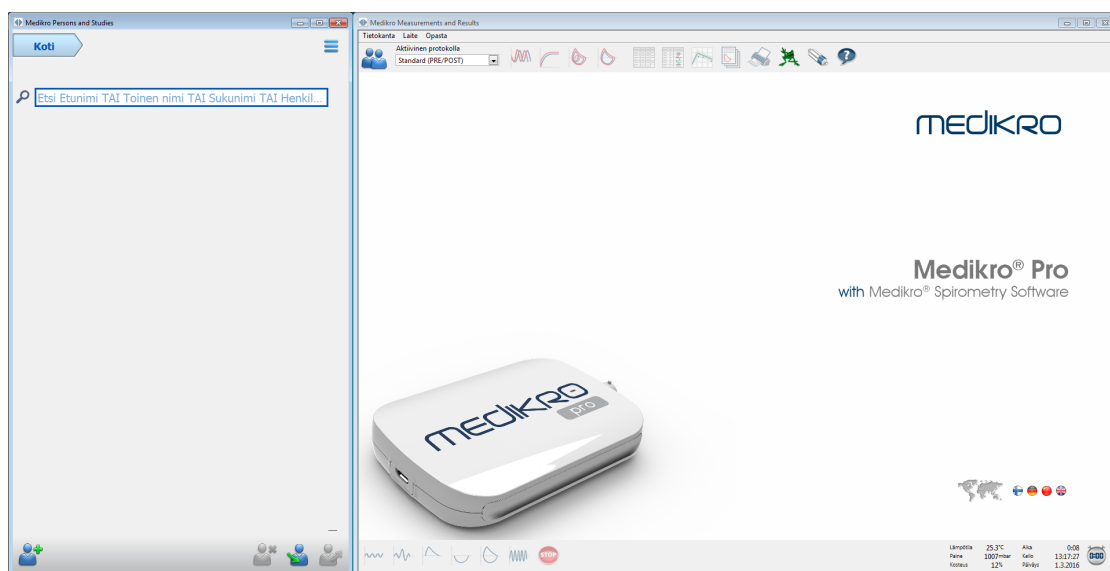 Medikro Persons and Studies
Koti
Etsi Etunimi TAI Toinen nimi TAI Sukunimi TAI Henkil...
Medikro Measurements and Results
Tietokanta Laite Opasta
Aktiivinen protokolla
Standard (PRE/POST)
MEDIKRO
Medikro® Pro
with Medikro® Spirometry Software
MEDIKRO
pro
STOP
Lämpötila 25.3°C Aika 0:08
Paine 1007mbar Kello 13:17:27
Kosteus 12% Päiväys 1.3.2016
0:00